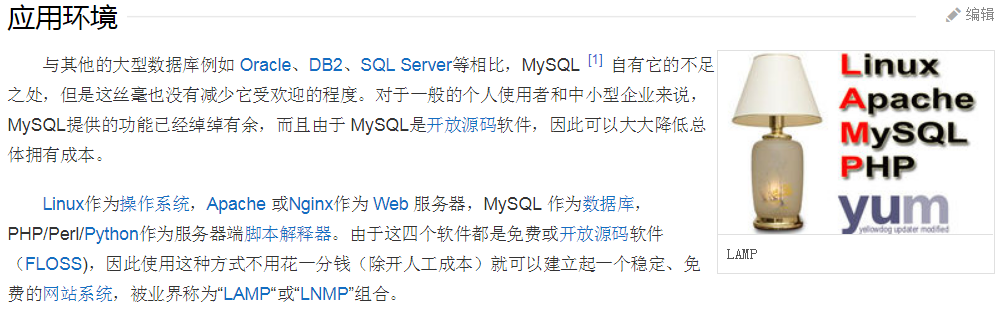 应用环境
编辑
与其他的大型数据库例如 Oracle、DB2、SQL Server等相比，MySQL [1] 自有它的不足
之处，但是这丝毫也没有减少它受欢迎的程度。对于一般的个人使用者和中小型企业来说，
MySQL提供的功能已经绰绰有余，而且由于 MySQL是开放源码软件，因此可以大大降低总
体拥有成本。
Linux作为操作系统，Apache 或Nginx作为 Web 服务器，MySQL 作为数据库，
PHP/Perl/Python作为服务器端脚本解释器。由于这四个软件都是免费或开放源码软件
（FLOSS)，因此使用这种方式不用花一分钱（除开人工成本）就可以建立起一个稳定、免
费的网站系统，被业界称为“LAMP“或“LNMP”组合。
Linux
Apache
MySQL
PHP
yum
yellowdog updater modified
LAMP